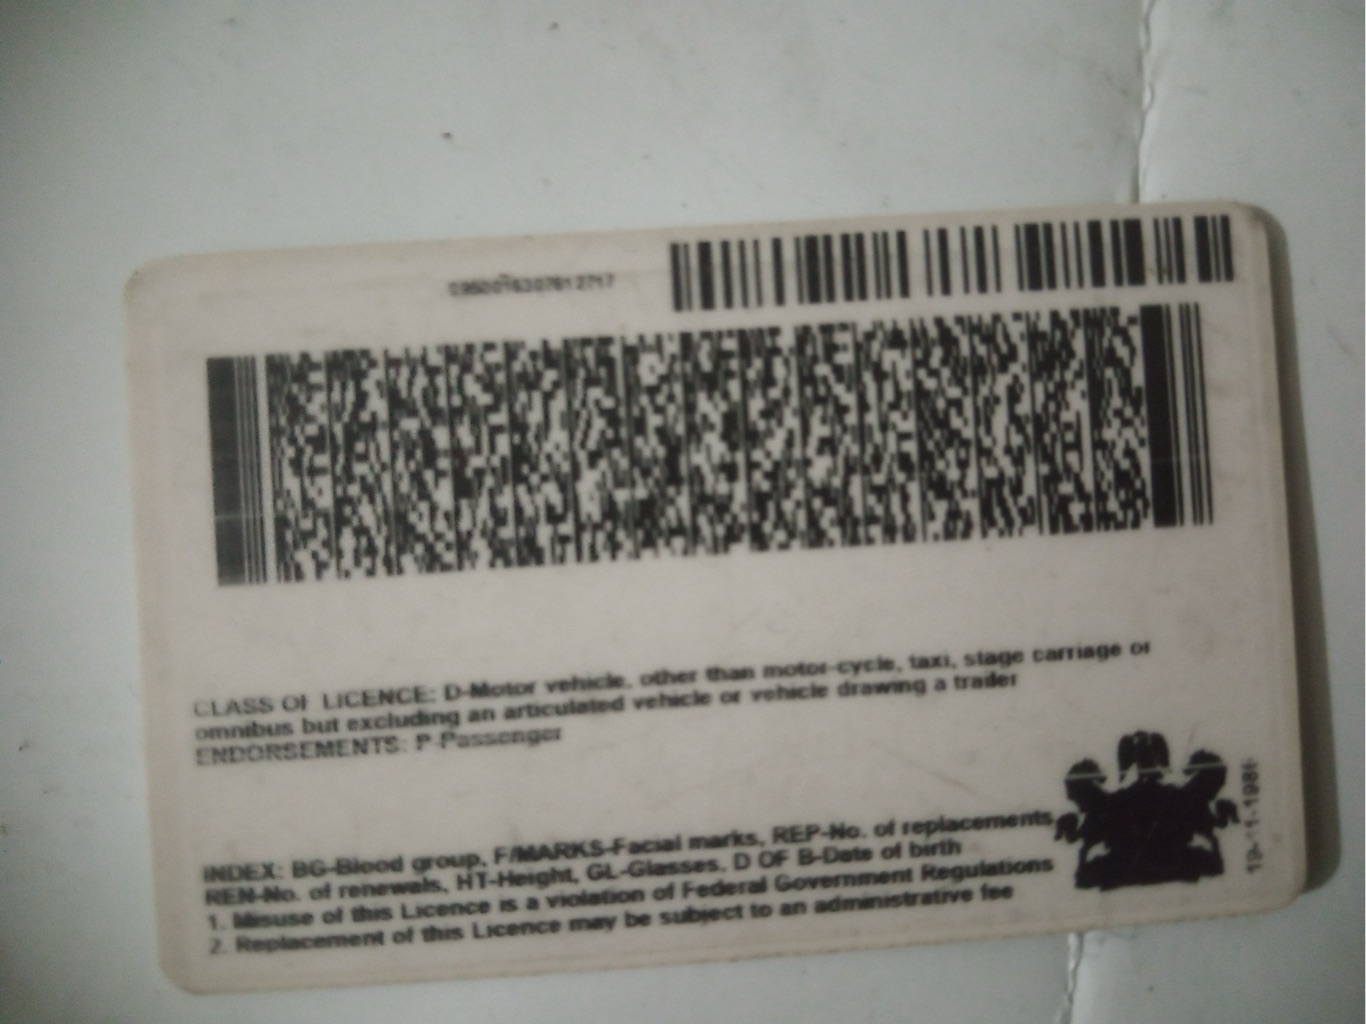 CLASS OF LICENCE: D-Motor vehicle, other than motor-cycle, taxi, stage carriage or
omnibus but excluding an articulated vehicle or vehicle drawing a trailer
ENDORSEMENTS: P-Passenger
INDEX: BG-Blood group, F/MARKS-Facial marks, REP-No. of replacements,
REN-No. of renewals, HT-Height, GL-Glasses, D OF B-Date of birth
1. Misuse of this Licence is a violation of Federal Government Regulations
2. Replacement of this Licence may be subject to an administrative fee